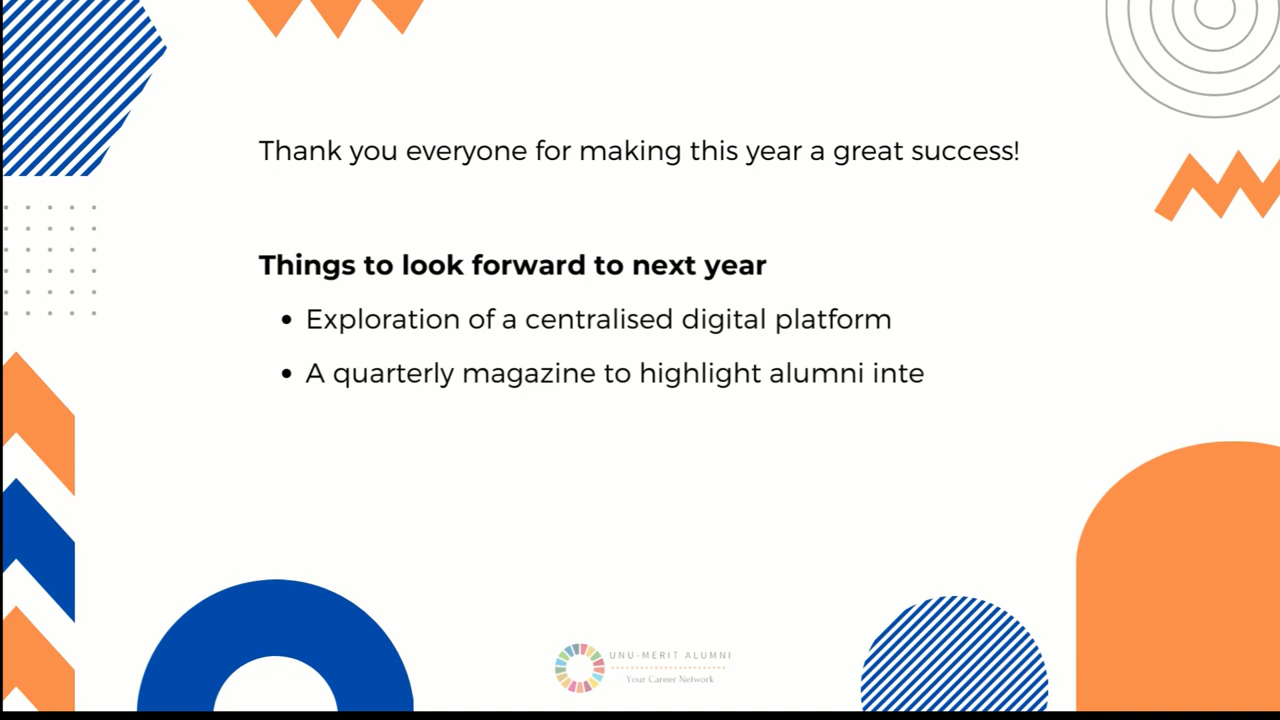 Thank you everyone for making this year a great success!
Things to look forward to next year
• Exploration of a centralised digital platform
• A quarterly magazine to highlight alumni inte
UNU-MERIT ALUMNI
Your Career Network